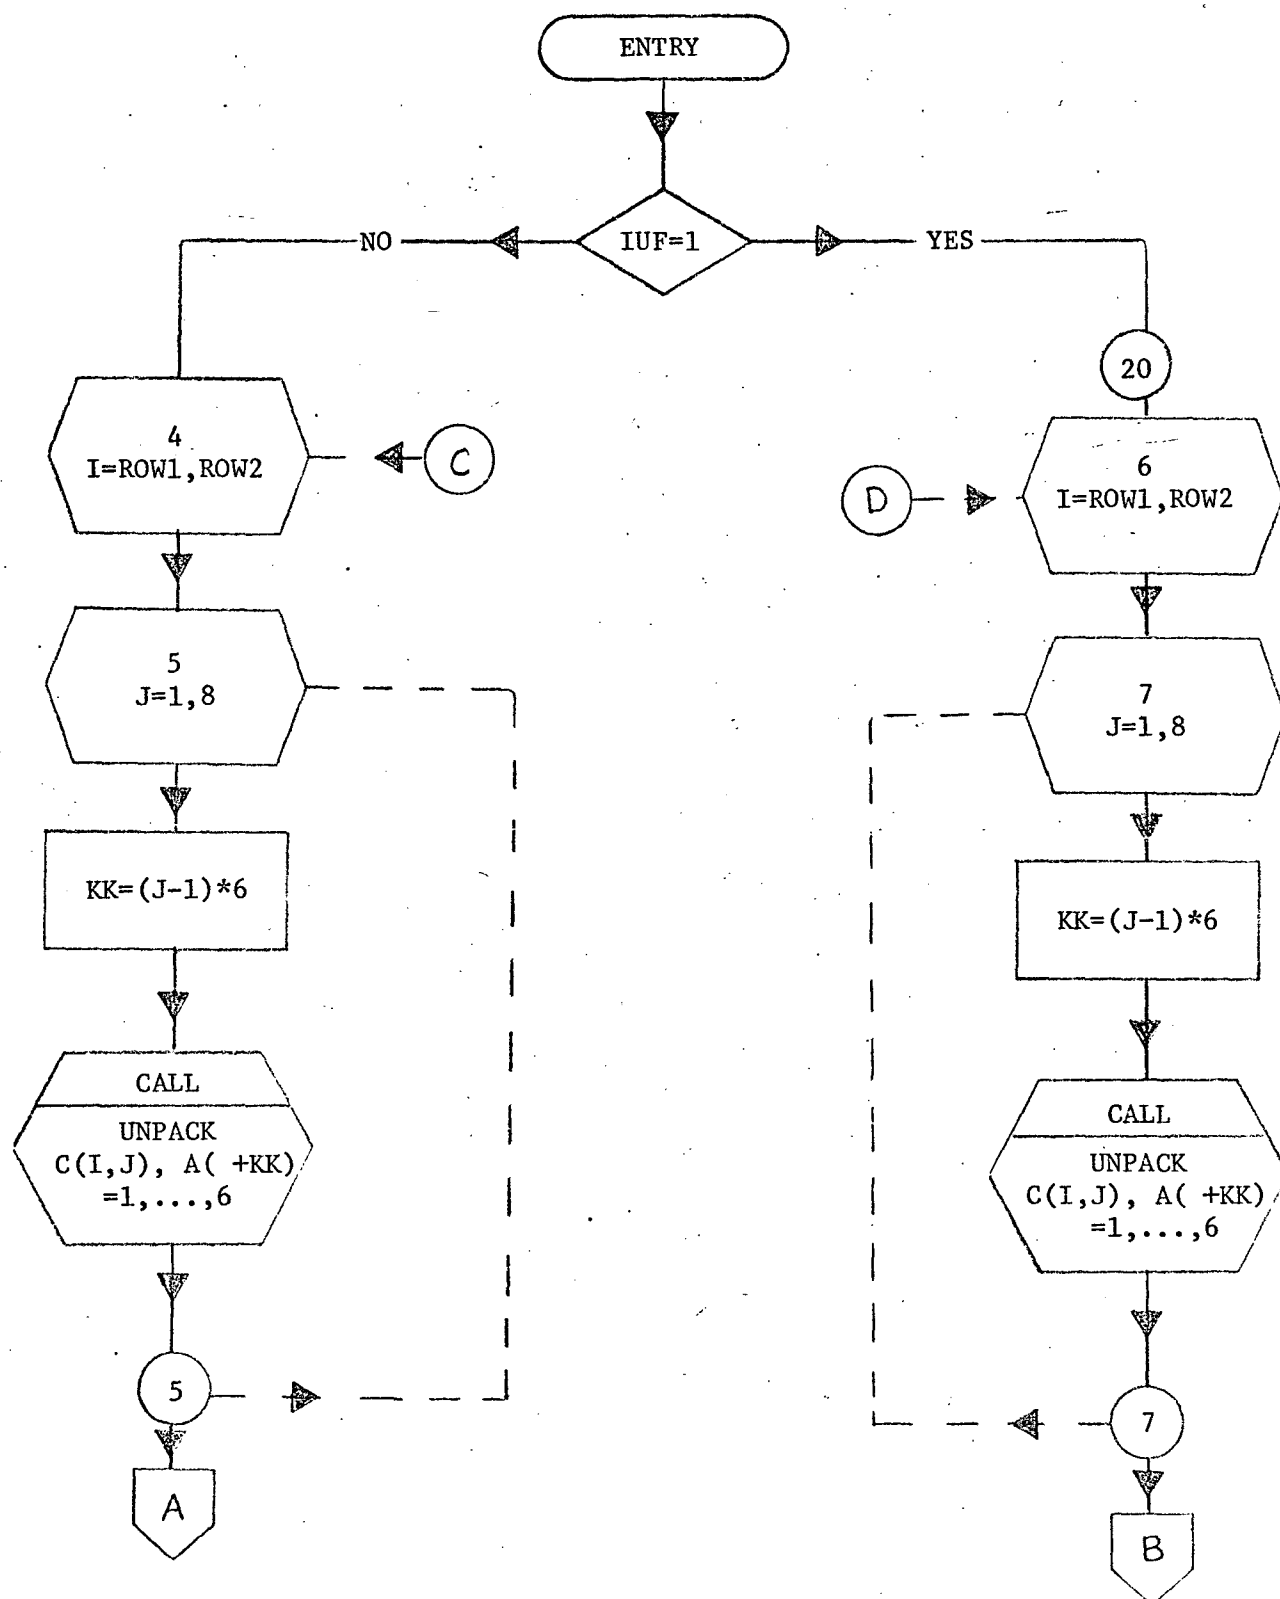 ENTRY
IUF=1
NO
YES
20
4
I=ROW1,ROW2
C
5
J=1,8
KK=(J-1)*6
CALL
UNPACK
C(I,J), A( +KK)
=1,...,6
5
A
D
6
I=ROW1,ROW2
7
J=1,8
KK=(J-1)*6
CALL
UNPACK
C(I,J), A( +KK)
=1,...,6
7
B